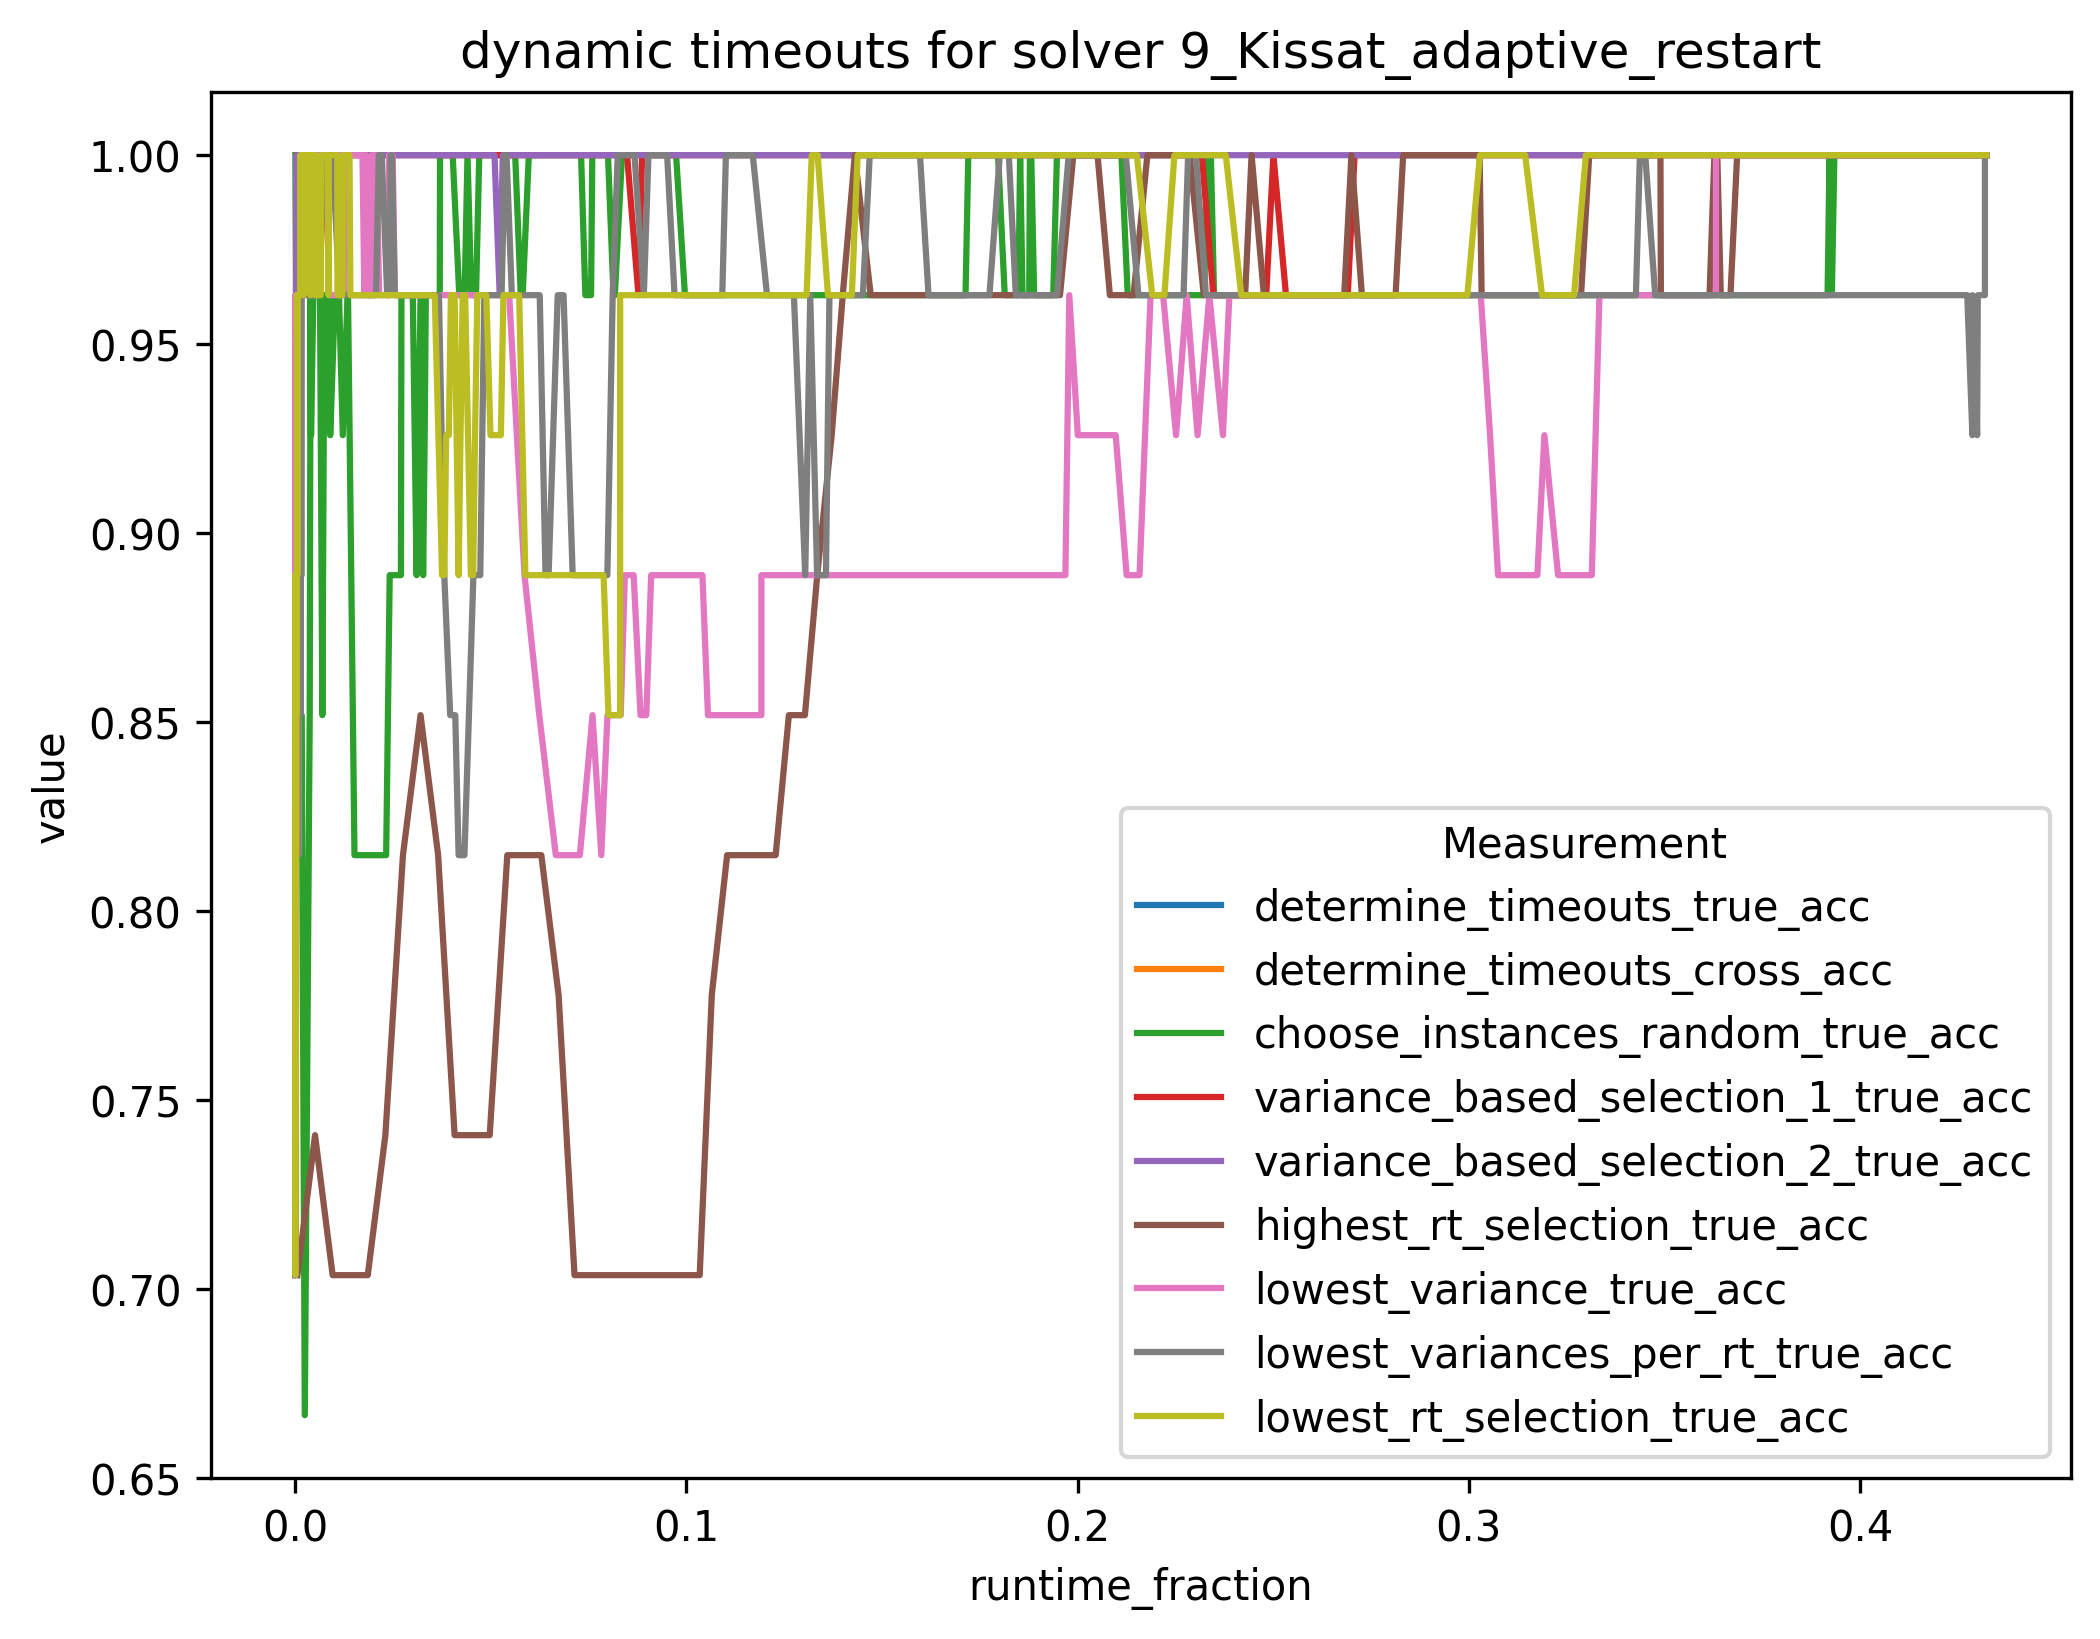 dynamic timeouts for solver 9_Kissat_adaptive_restart
1.00
0.95
0.90
0.85
0.80
0.75
0.70
0.65
value
0.0 0.1 0.2 0.3 0.4
runtime_fraction
Measurement
determine_timeouts_true_acc
determine_timeouts_cross_acc
choose_instances_random_true_acc
variance_based_selection_1_true_acc
variance_based_selection_2_true_acc
highest_rt_selection_true_acc
lowest_variance_true_acc
lowest_variances_per_rt_true_acc
lowest_rt_selection_true_acc